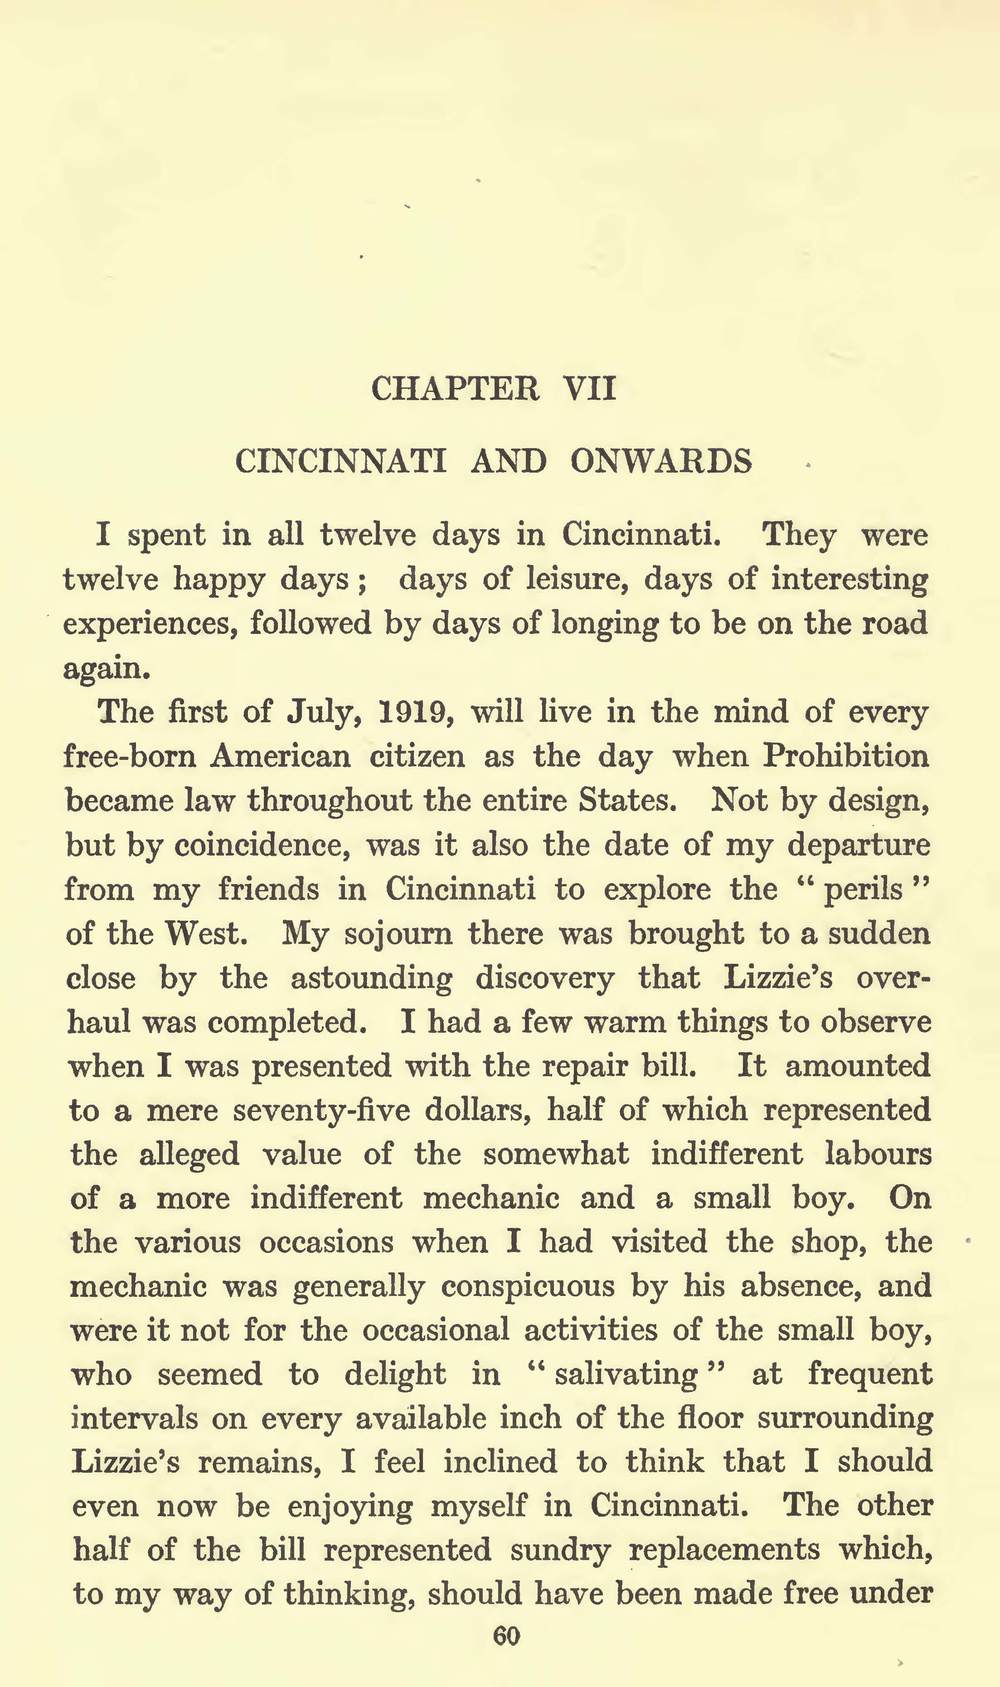 CHAPTER VII
CINCINNATI AND ONWARDS
I spent in all twelve days in Cincinnati. They were
twelve happy days ; days of leisure, days of interesting
experiences, followed by days of longing to be on the road
again.
The first of July, 1919, will live in the mind of every
free-born American citizen as the day when Prohibition
became law throughout the entire States. Not by design,
but by coincidence, was it also the date of my departure
from my friends in Cincinnati to explore the “ perils ”
of the West. My sojourn there was brought to a sudden
close by the astounding discovery that Lizzie’s over-
haul was completed. I had a few warm things to observe
when I was presented with the repair bill. It amounted
to a mere seventy-five dollars, half of which represented
the alleged value of the somewhat indifferent labours
of a more indifferent mechanic and a small boy. On
the various occasions when I had visited the shop, the
mechanic was generally conspicuous by his absence, and
were it not for the occasional activities of the small boy,
who seemed to delight in “ salivating ” at frequent
intervals on every available inch of the floor surrounding
Lizzie’s remains, I feel inclined to think that I should
even now be enjoying myself in Cincinnati. The other
half of the bill represented sundry replacements which,
to my way of thinking, should have been made free under
60